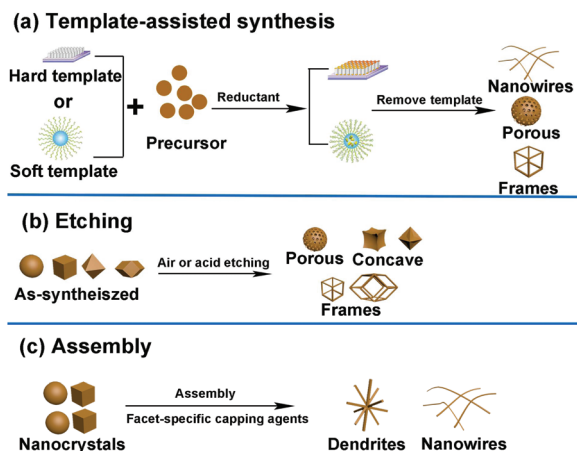 (a) Template-assisted synthesis
Hard template
or
Soft template
+
Precursor
Reductant
Remove template
Nanowires
Porous
Frames
(b) Etching
As-syntheiszed
Air or acid etching
Porous Concave
Frames
(c) Assembly
Nanocrystals
Assembly
Facet-specific capping agents
Dendrites Nanowires